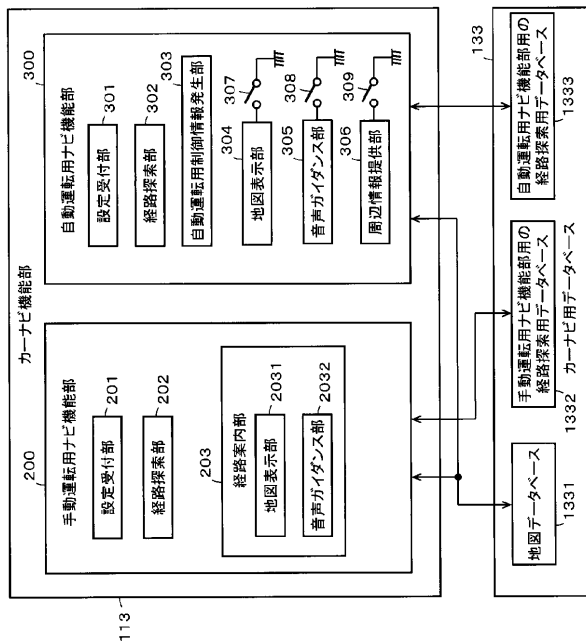 カーナビ機能部
113
200
手動運転用ナビ機能部
設定受付部
201
経路探索部
202
203
経路案内部
地図表示部
2031
音声ガイダンス部
2032
300
自動運転用ナビ機能部
設定受付部
301
経路探索部
302
自動運転用制御情報発生部
303
地図表示部
304
307
音声ガイダンス部
305
308
周辺情報提供部
306
309
133
地図データベース
1331
手動運転用ナビ機能部用の
経路探索用データベース
1332
カーナビ用データベース
自動運転用ナビ機能部用の
経路探索用データベース
1333